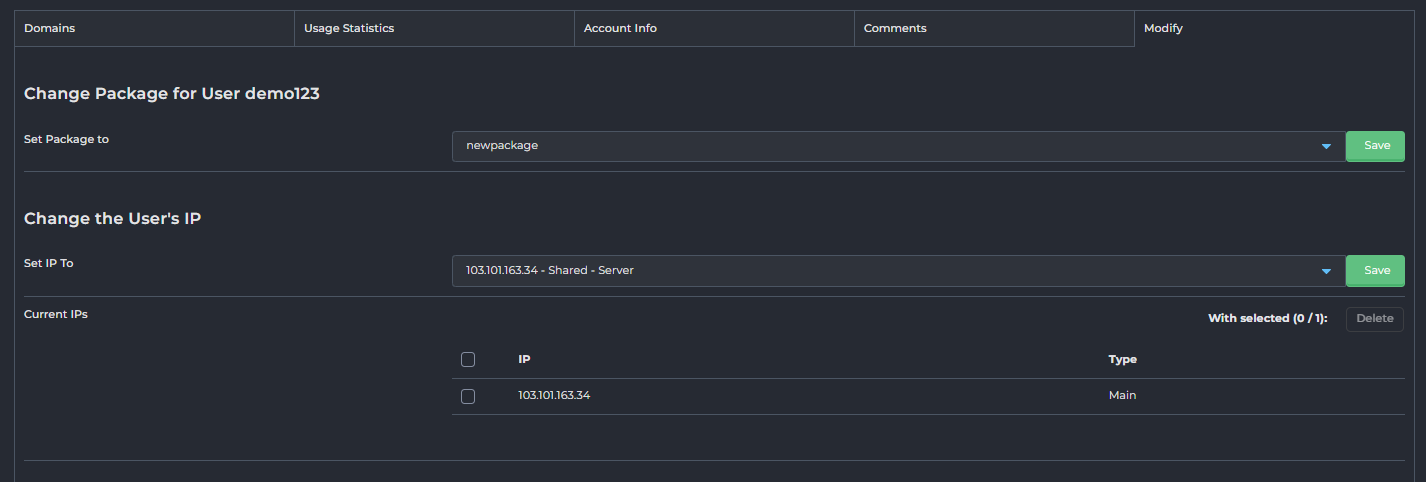 Domains
Usage Statistics
Account Info
Comments
Modify
Change Package for User demo123
Set Package to
newpackage
Save
Change the User's IP
Set IP To
103.101.163.34 - Shared - Server
Save
Current IPs
With selected (0 / 1):
Delete
IP
Type
103.101.163.34
Main